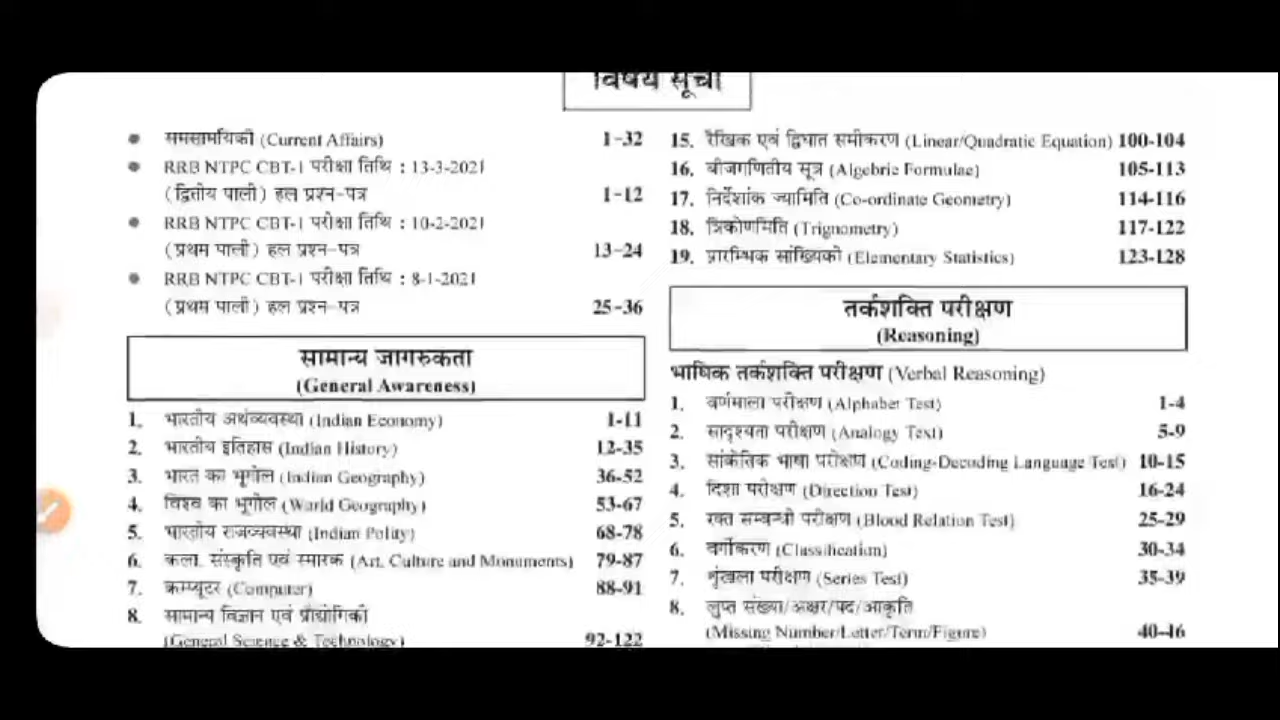 विषय सूची
• समसामयिकी (Current Affairs) 1-32
• RRB NTPC CBT-1 परीक्षा तिथि : 13-3-2021
(द्वितीय पाली) हल प्रश्न-पत्र 1-12
• RRB NTPC CBT-1 परीक्षा तिथि : 10-2-2021
(प्रथम पाली) हल प्रश्न-पत्र 13-24
• RRB NTPC CBT-1 परीक्षा तिथि : 8-1-2021
(प्रथम पाली) हल प्रश्न-पत्र 25-36
सामान्य जागरुकता
(General Awareness)
1. भारतीय अर्थव्यवस्था (Indian Economy) 1-11
2. भारतीय इतिहास (Indian History) 12-35
3. भारत का भूगोल (Indian Geography) 36-52
4. विश्व का भूगोल (World Geography) 53-67
5. भारतीय राजव्यवस्था (Indian Polity) 68-78
6. कला, संस्कृति एवं स्मारक (Art, Culture and Monuments) 79-87
7. कम्प्यूटर (Computer) 88-91
8. सामान्य विज्ञान एवं प्रौद्योगिकी
(General Science & Technology) 92-122
15. रैखिक एवं द्विघात समीकरण (Linear/Quadratic Equation) 100-104
16. बीजगणितीय सूत्र (Algebric Formulae) 105-113
17. निर्देशांक ज्यामिति (Co-ordinate Geometry) 114-116
18. त्रिकोणमिति (Trignometry) 117-122
19. प्रारम्भिक सांख्यिकी (Elementary Statistics) 123-128
तर्कशक्ति परीक्षण
(Reasoning)
भाषिक तर्कशक्ति परीक्षण (Verbal Reasoning)
1. वर्णमाला परीक्षण (Alphabet Test) 1-4
2. सादृश्यता परीक्षण (Analogy Text) 5-9
3. सांकेतिक भाषा परीक्षण (Coding-Decoding Language Test) 10-15
4. दिशा परीक्षण (Direction Test) 16-24
5. रक्त सम्बन्धी परीक्षण (Blood Relation Test) 25-29
6. वर्गीकरण (Classification) 30-34
7. शृंखला परीक्षण (Series Test) 35-39
8. लुप्त संख्या/अक्षर/पद/आकृति
(Missing Number/Letter/Term/Figure) 40-46